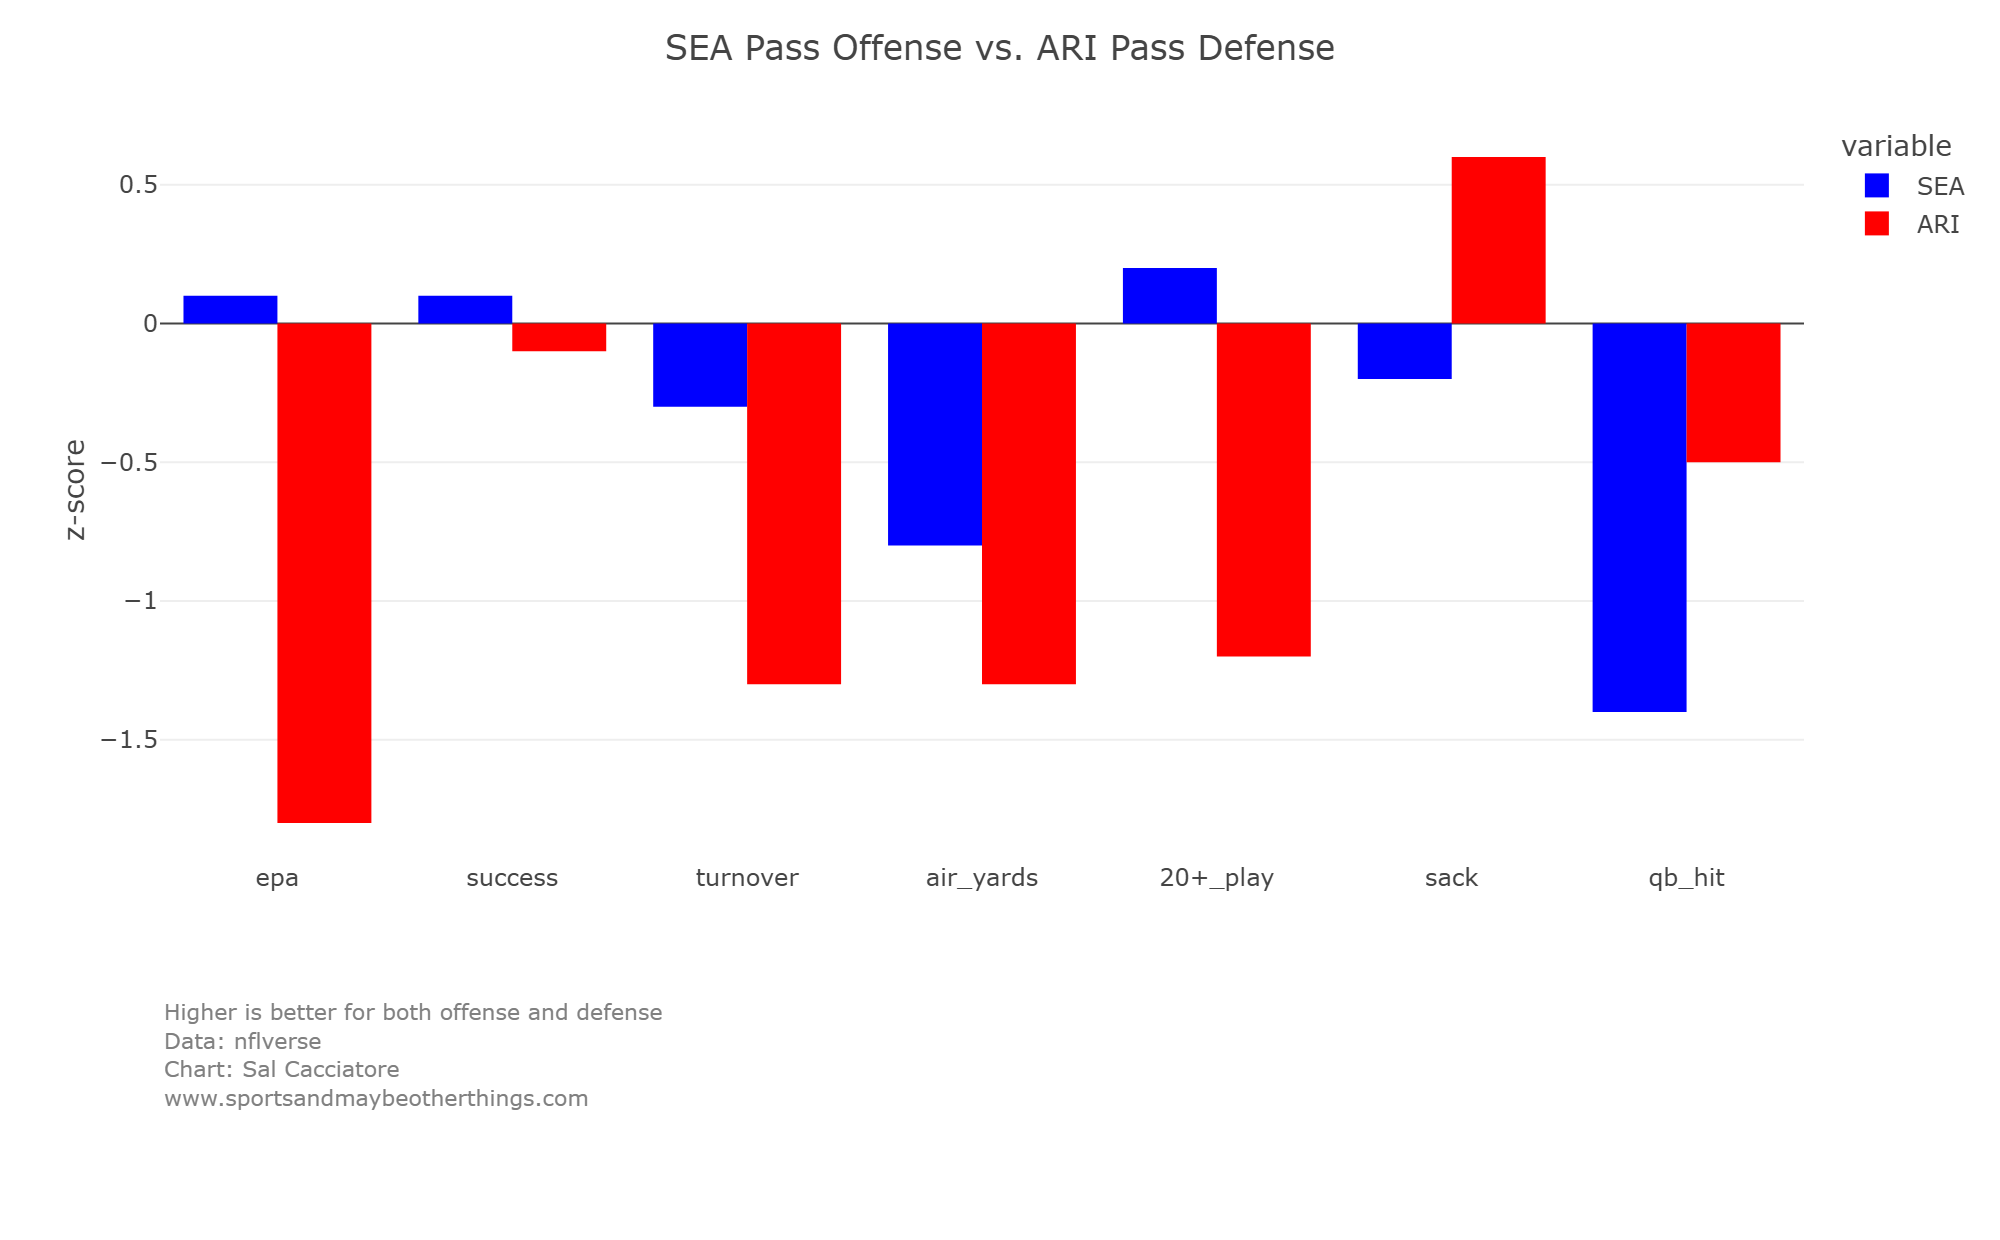 SEA Pass Offense vs. ARI Pass Defense
variable
SEA
ARI
0.5
0
−0.5
−1
−1.5
z-score
epa
success
turnover
air_yards
20+_play
sack
qb_hit
Higher is better for both offense and defense
Data: nflverse
Chart: Sal Cacciatore
www.sportsandmaybeotherthings.com